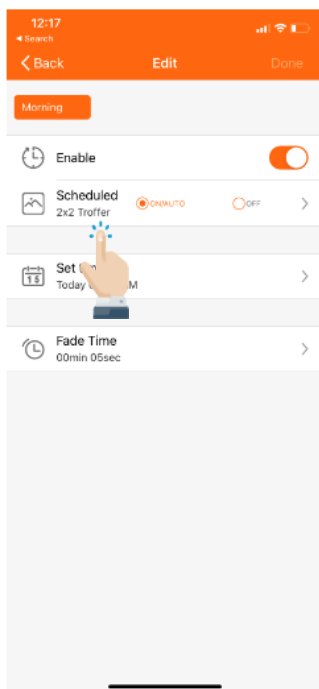 12:17
Search
Back Edit Done
Morning
Enable
Scheduled
ON/AUTO OFF
2x2 Troffer
Set
15
Today
Fade Time
00min 05sec